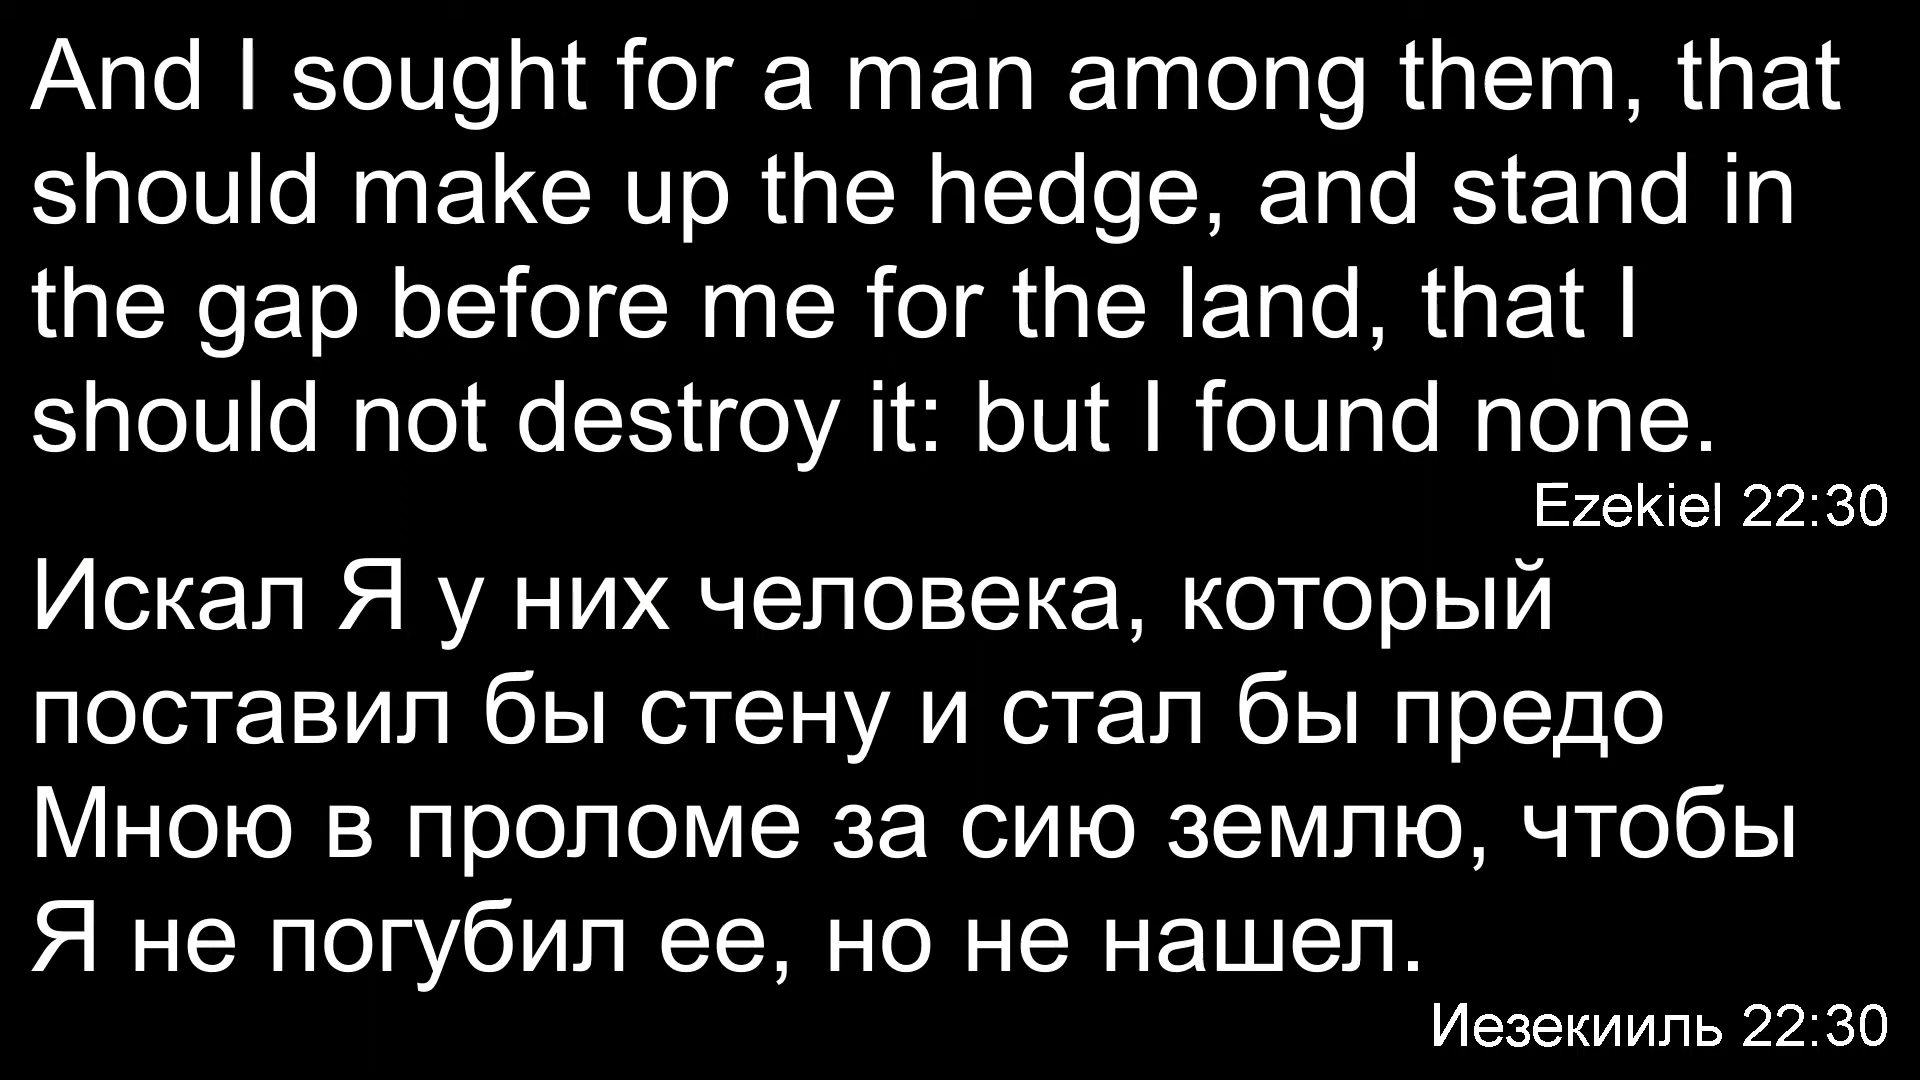 And I sought for a man among them, that
should make up the hedge, and stand in
the gap before me for the land, that I
should not destroy it: but I found none.
Ezekiel 22:30
Искал Я у них человека, который
поставил бы стену и стал бы предо
Мною в проломе за сию землю, чтобы
Я не погубил ее, но не нашел.
Иезекииль 22:30